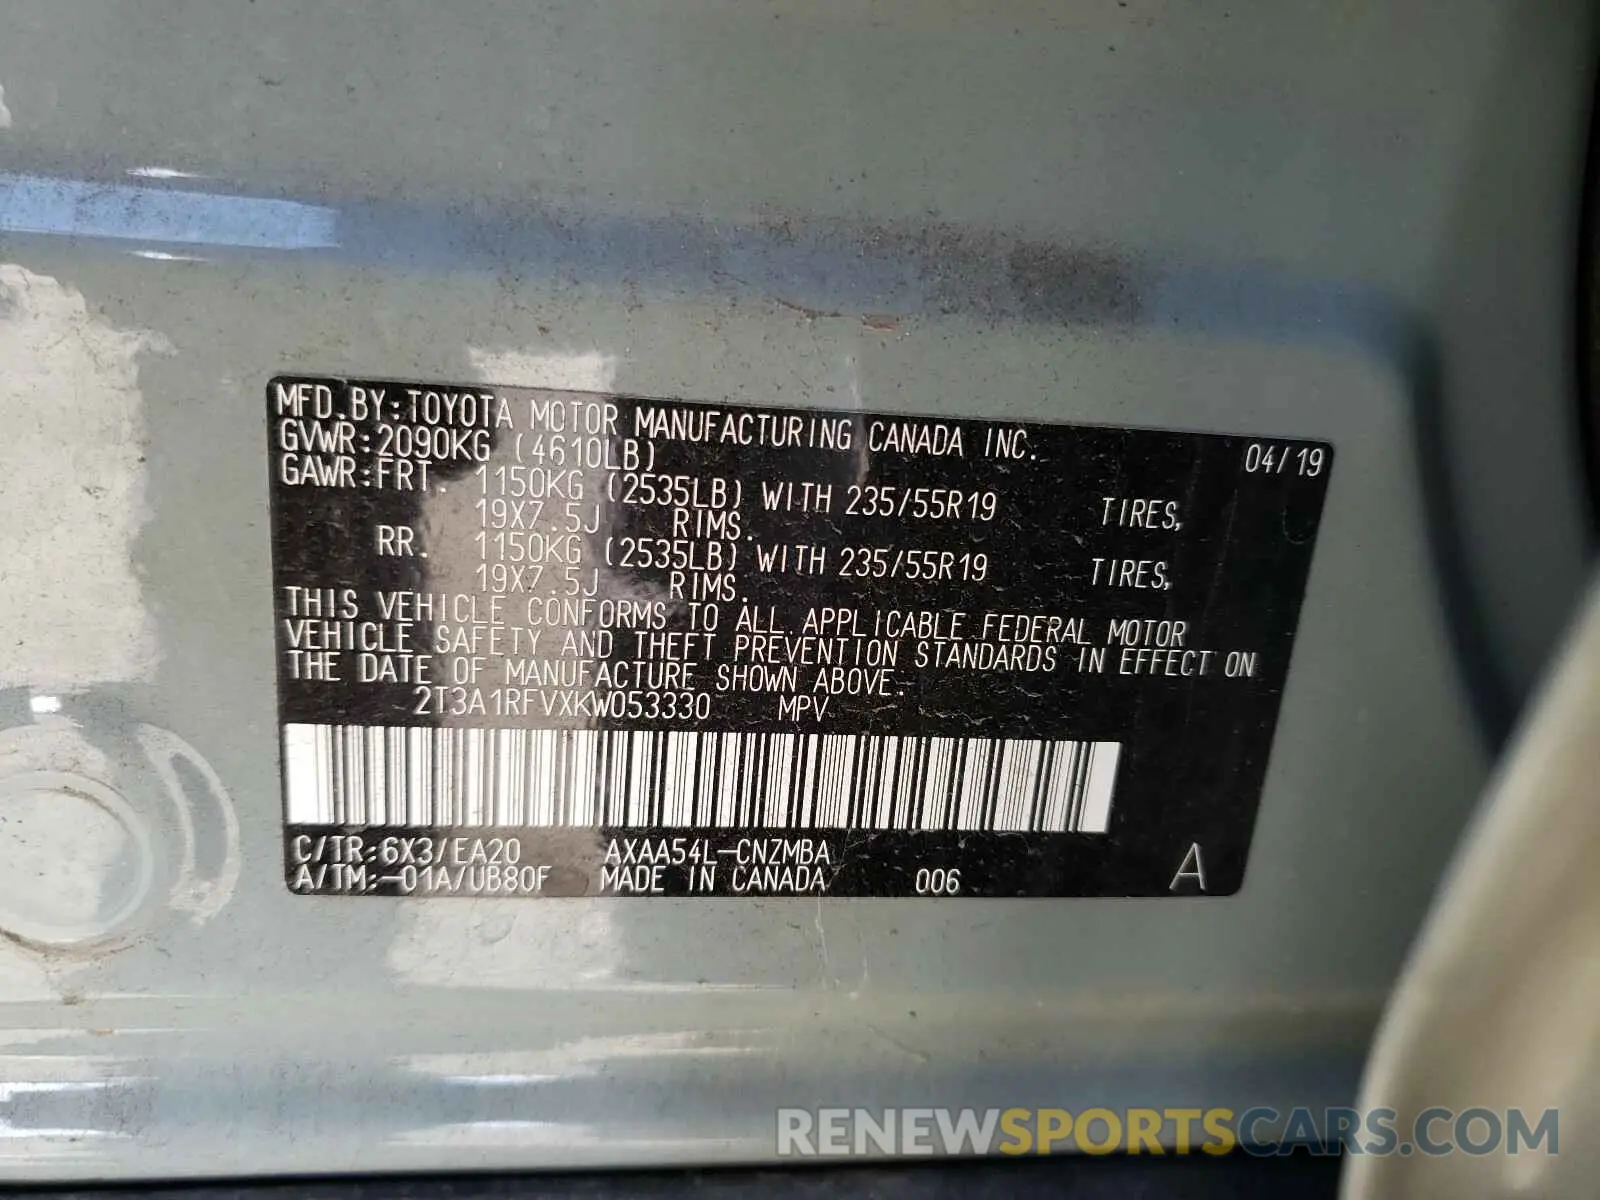 MFD.BY:TOYOTA MOTOR MANUFACTURING CANADA INC. 04/19
GVWR:2090KG (4610LB)
GAWR:FRT. 1150KG (2535LB) WITH 235/55R19 TIRES,
19X7.5J RIMS.
RR. 1150KG (2535LB) WITH 235/55R19 TIRES,
19X7.5J RIMS.
THIS VEHICLE CONFORMS TO ALL APPLICABLE FEDERAL MOTOR
VEHICLE SAFETY AND THEFT PREVENTION STANDARDS IN EFFECT ON
THE DATE OF MANUFACTURE SHOWN ABOVE.
2T3A1RFVXKW053330 MPV
C/TR:6X3/EA20 AXAA54L-CNZMBA
A/TM:-01A/UB80F MADE IN CANADA 006 A
RENEWSPORTSCARS.COM